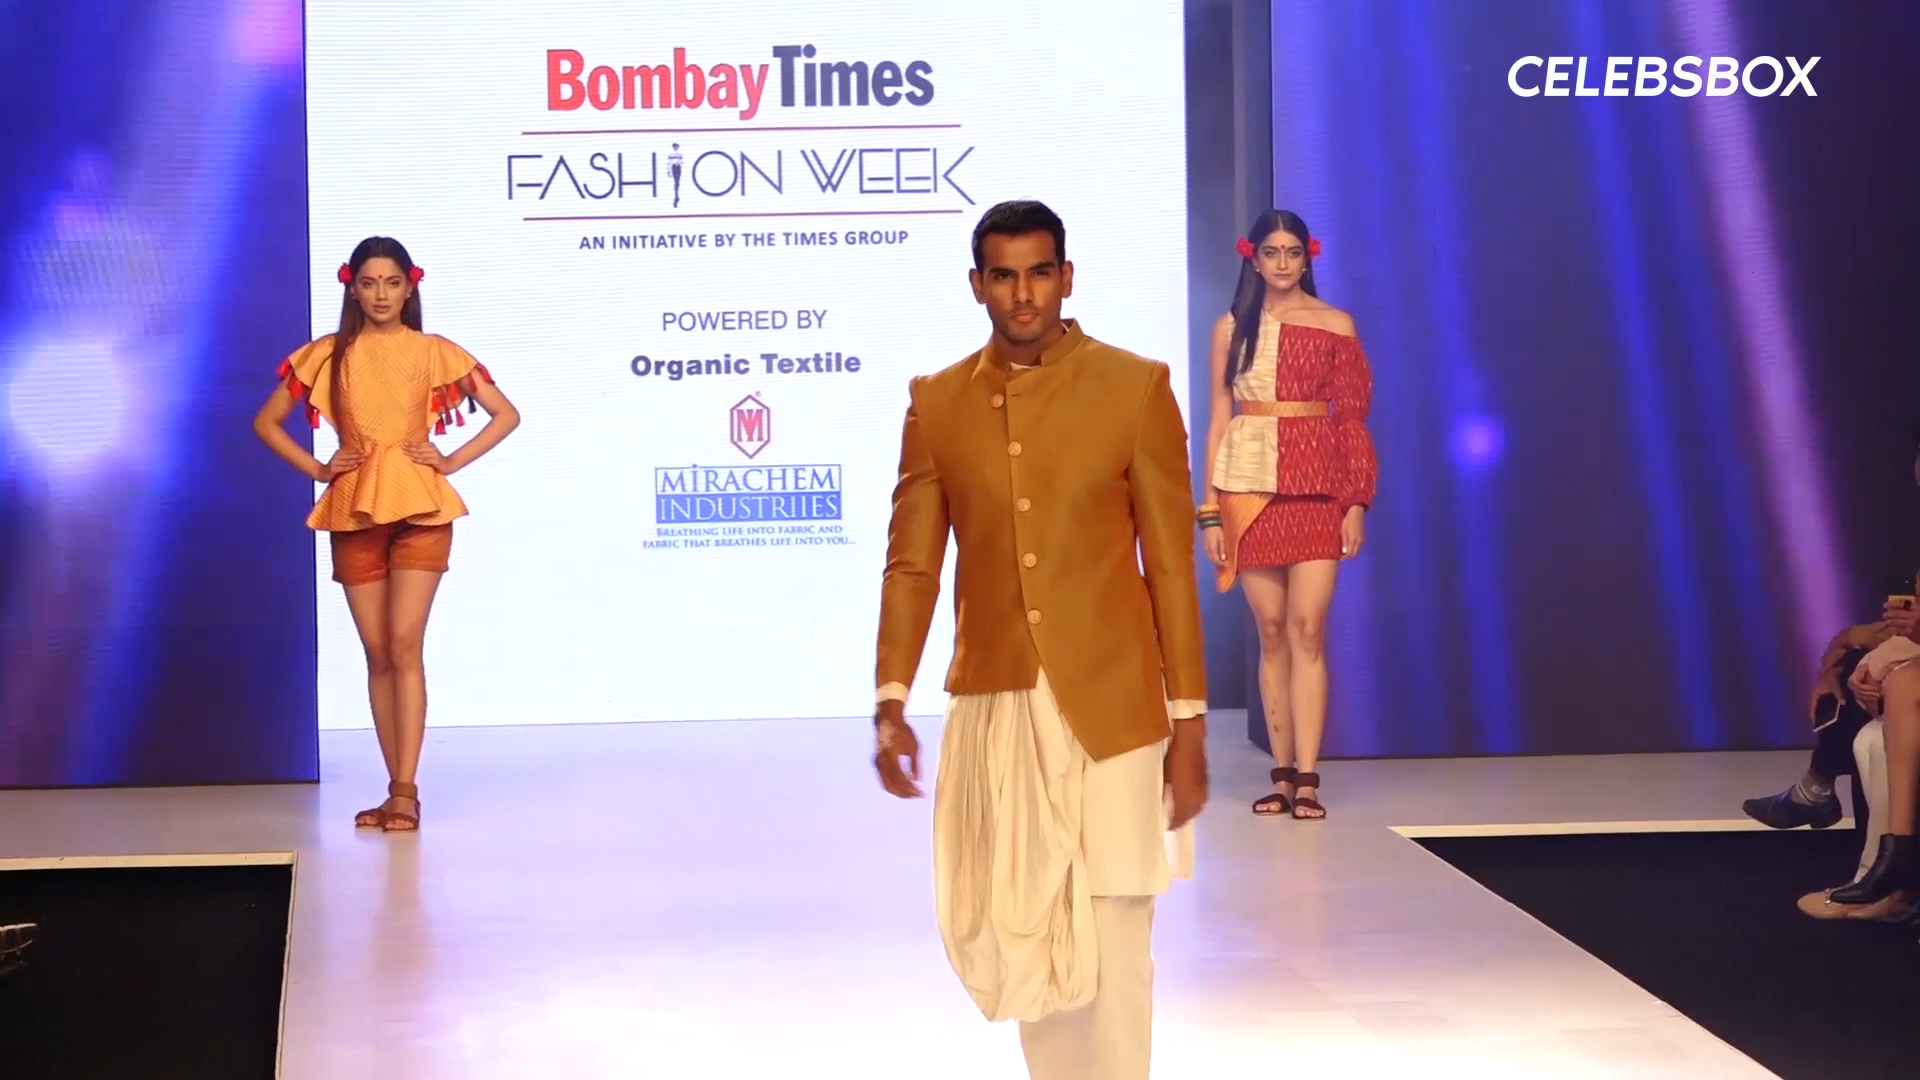 CELEBSBOX
Bombay Times
FASHION WEEK
AN INITIATIVE BY THE TIMES GROUP
POWERED BY
Organic Textile
M
MIRACHEM
INDUSTRIIES
BREATHING LIFE INTO FABRIC AND
FABRIC THAT BREATHES LIFE INTO YOU...